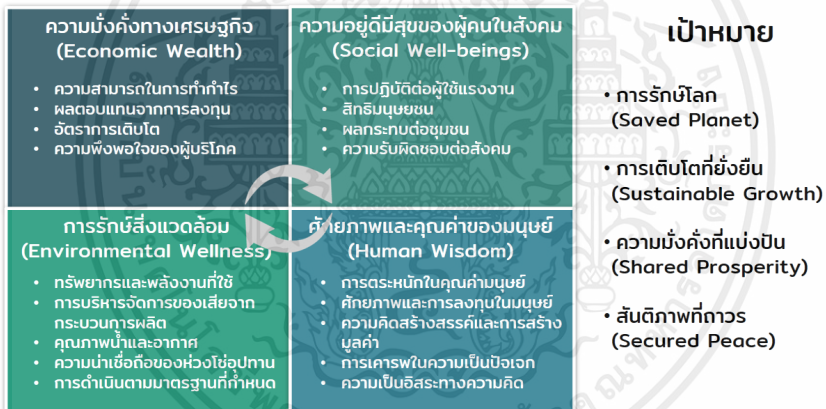 ความมั่งคั่งทางเศรษฐกิจ
(Economic Wealth)
• ความสามารถในการทำกำไร
• ผลตอบแทนจากการลงทุน
• อัตราการเติบโต
• ความพึงพอใจของผู้บริโภค
ความอยู่ดีมีสุขของผู้คนในสังคม
(Social Well-beings)
• การปฏิบัติต่อผู้ใช้แรงงาน
• สิทธิมนุษยชน
• ผลกระทบต่อชุมชน
• ความรับผิดชอบต่อสังคม
การรักษ์สิ่งแวดล้อม
(Environmental Wellness)
• ทรัพยากรและพลังงานที่ใช้
• การบริหารจัดการของเสียจาก
กระบวนการผลิต
• คุณภาพน้ำและอากาศ
• ความน่าเชื่อถือของห่วงโซ่อุปทาน
• การดำเนินตามมาตรฐานที่กำหนด
ศักยภาพและคุณค่าของมนุษย์
(Human Wisdom)
• การตระหนักในคุณค่ามนุษย์
• ศักยภาพและการลงทุนในมนุษย์
• ความคิดสร้างสรรค์และการสร้าง
มูลค่า
• การเคารพในความเป็นปัจเจก
• ความเป็นอิสระทางความคิด
เป้าหมาย
• การรักษ์โลก
(Saved Planet)
• การเติบโตที่ยั่งยืน
(Sustainable Growth)
• ความมั่งคั่งที่แบ่งปัน
(Shared Prosperity)
• สันติภาพที่ถาวร
(Secured Peace)